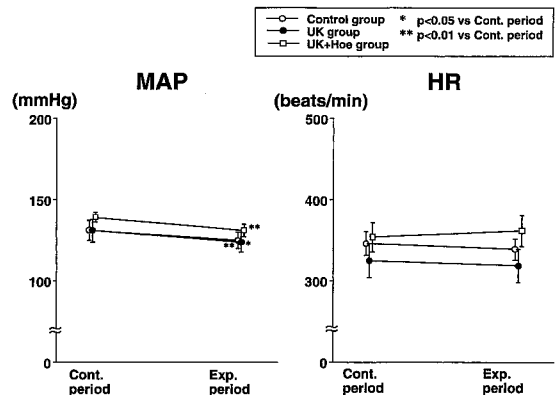 Control group * p<0.05 vs Cont. period
UK group ** p<0.01 vs Cont. period
UK+Hoe group
MAP
(mmHg)
200
150
100
0
**
** *
Cont. period
Exp. period
HR
(beats/min)
500
400
300
0
Cont. period
Exp. period